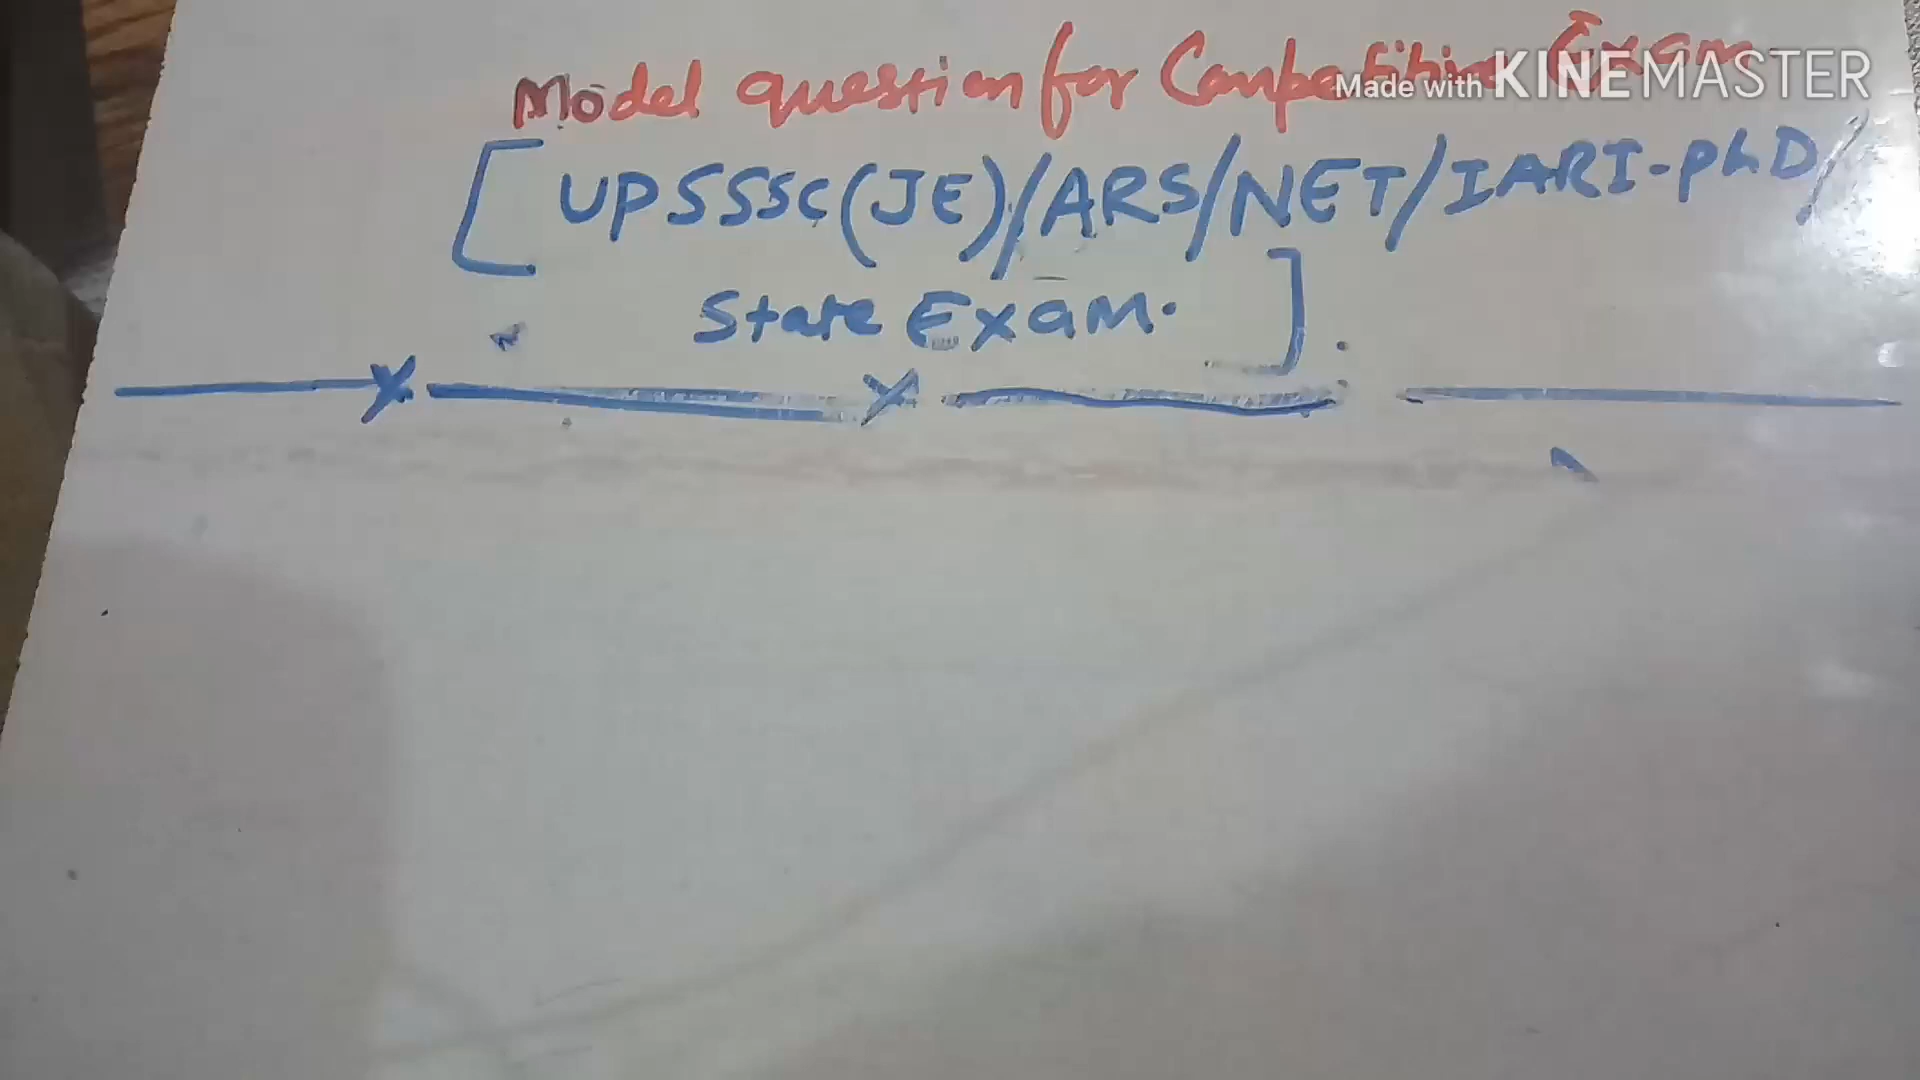 Model question for Competitive Exam.
Made with KINEMASTER
[UPSSSC(JE)/ARS/NET/IARI-PhD/
State Exam. ].